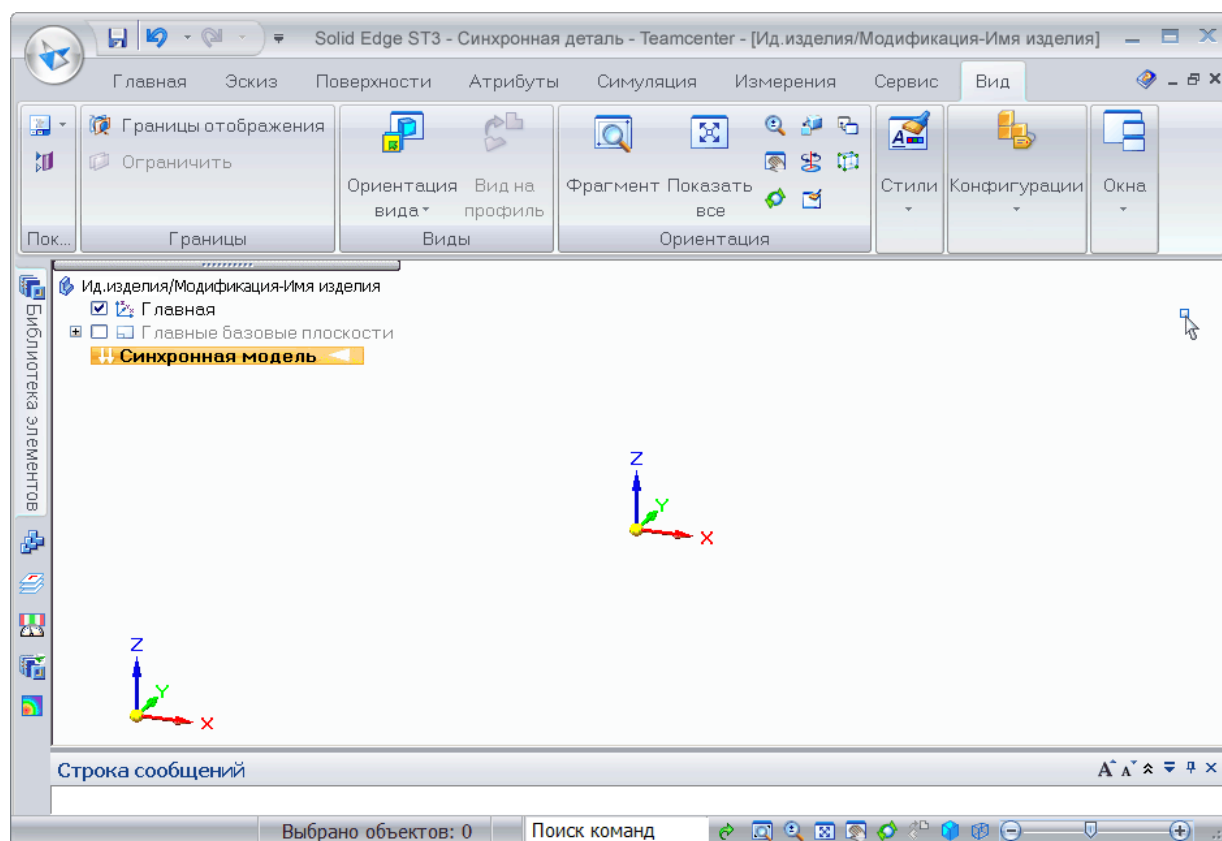 Solid Edge ST3 - Синхронная деталь - Teamcenter - [Ид.изделия/Модификация-Имя изделия]
Главная Эскиз Поверхности Атрибуты Симуляция Измерения Сервис Вид
Границы отображения
Ограничить
Ориентация вида
Вид на профиль
Фрагмент
Показать все
Стили
Конфигурации
Окна
Пок... Границы Виды Ориентация
Библиотека элементов
Ид.изделия/Модификация-Имя изделия
Главная
Главные базовые плоскости
Синхронная модель
Z
Y
X
Z
Y
X
Строка сообщений
Выбрано объектов: 0
Поиск команд